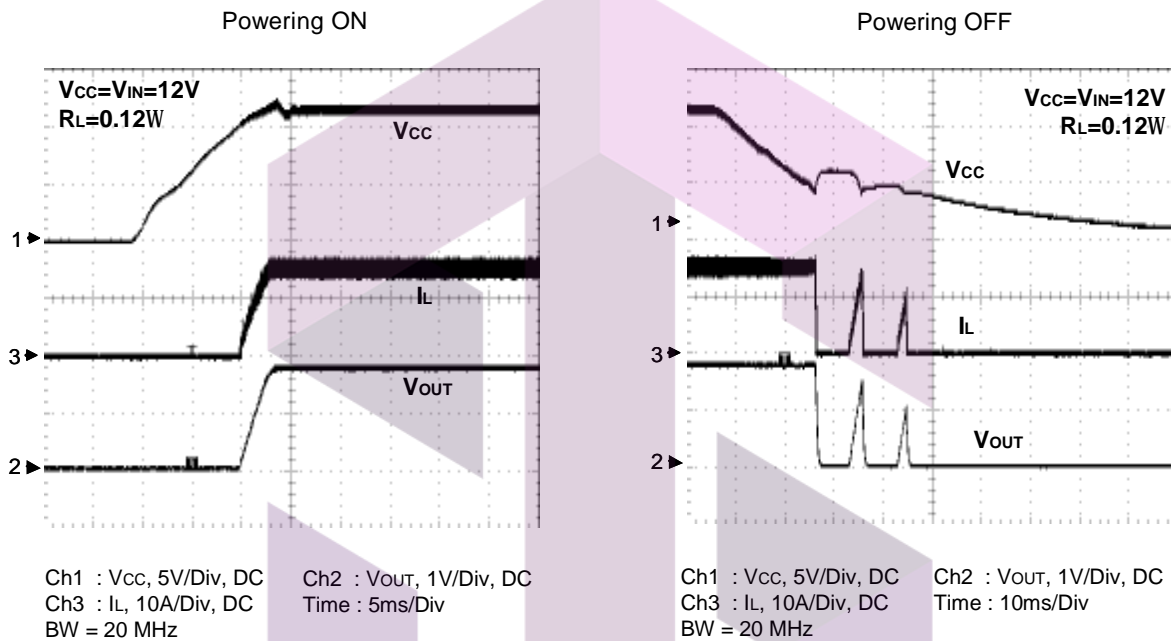 Powering ON
Powering OFF
VCC=VIN=12V
RL=0.12W
VCC
IL
VOUT
1
3
2
VCC=VIN=12V
RL=0.12W
VCC
IL
VOUT
1
3
2
Ch1 : VCC, 5V/Div, DC
Ch2 : VOUT, 1V/Div, DC
Ch3 : IL, 10A/Div, DC
Time : 5ms/Div
BW = 20 MHz
Ch1 : VCC, 5V/Div, DC
Ch2 : VOUT, 1V/Div, DC
Ch3 : IL, 10A/Div, DC
Time : 10ms/Div
BW = 20 MHz